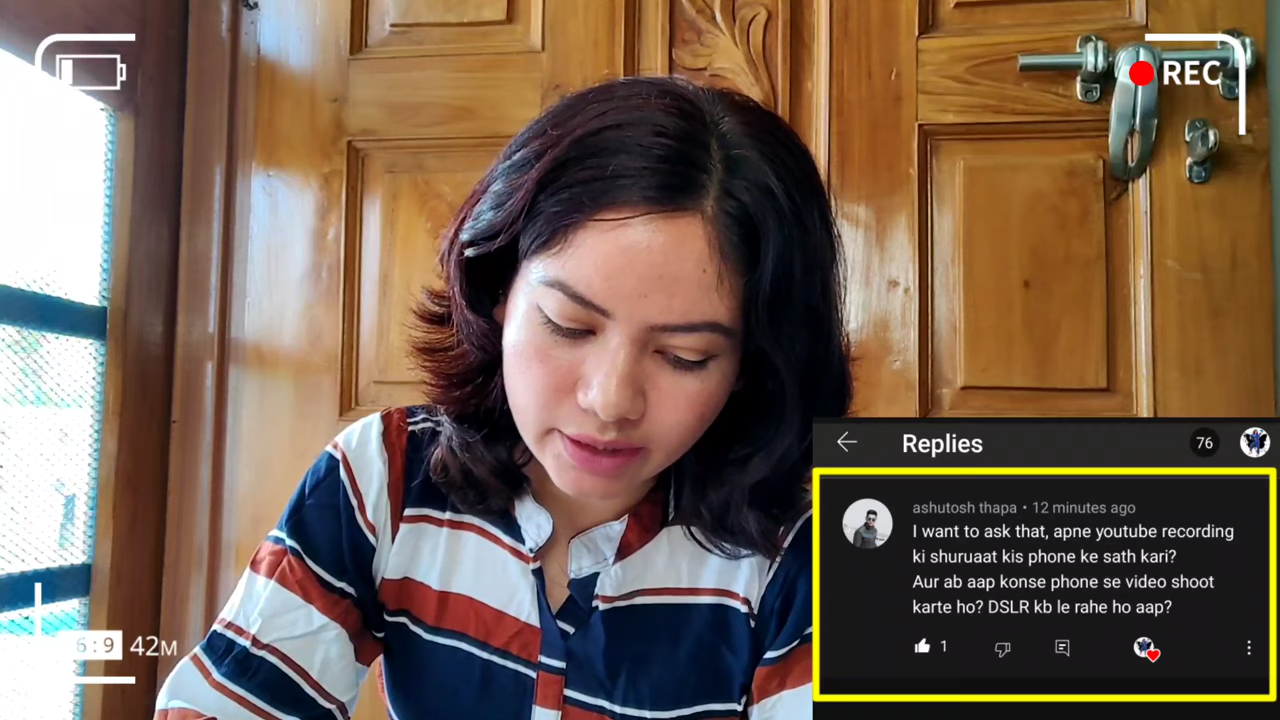 REC
Replies
76
ashutosh thapa • 12 minutes ago
I want to ask that, apne youtube recording
ki shuruaat kis phone ke sath kari?
Aur ab aap konse phone se video shoot
karte ho? DSLR kb le rahe ho aap?
1
6:9 42M